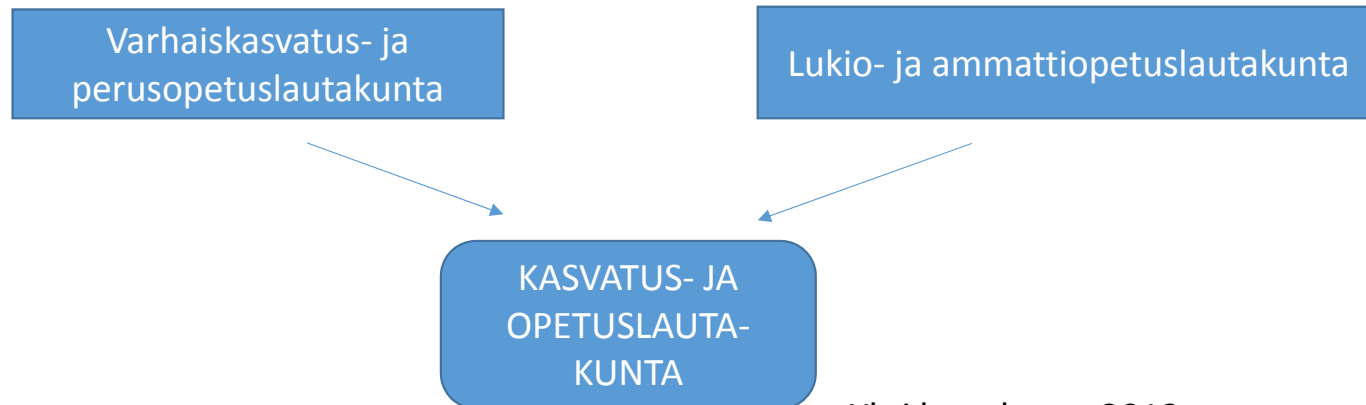 Varhaiskasvatus- ja
perusopetuslautakunta
Lukio- ja ammattiopetuslautakunta
KASVATUS- JA
OPETUSLAUTA-
KUNTA